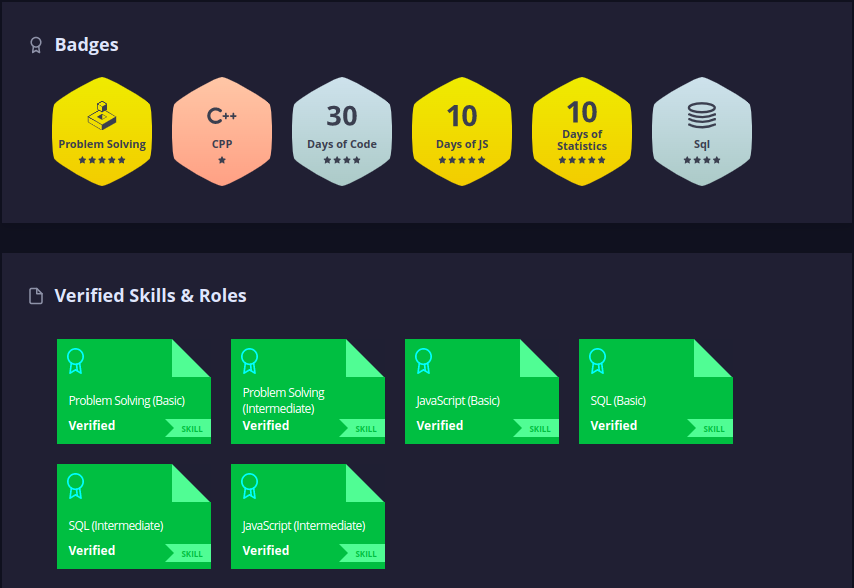 Badges
C++
30
10
10
Problem Solving
CPP
Days of Code
Days of JS
Days of
Statistics
Sql
Verified Skills & Roles
Problem Solving (Basic)
Verified
SKILL
Problem Solving
(Intermediate)
Verified
SKILL
JavaScript (Basic)
Verified
SKILL
SQL (Basic)
Verified
SKILL
SQL (Intermediate)
Verified
SKILL
JavaScript (Intermediate)
Verified
SKILL